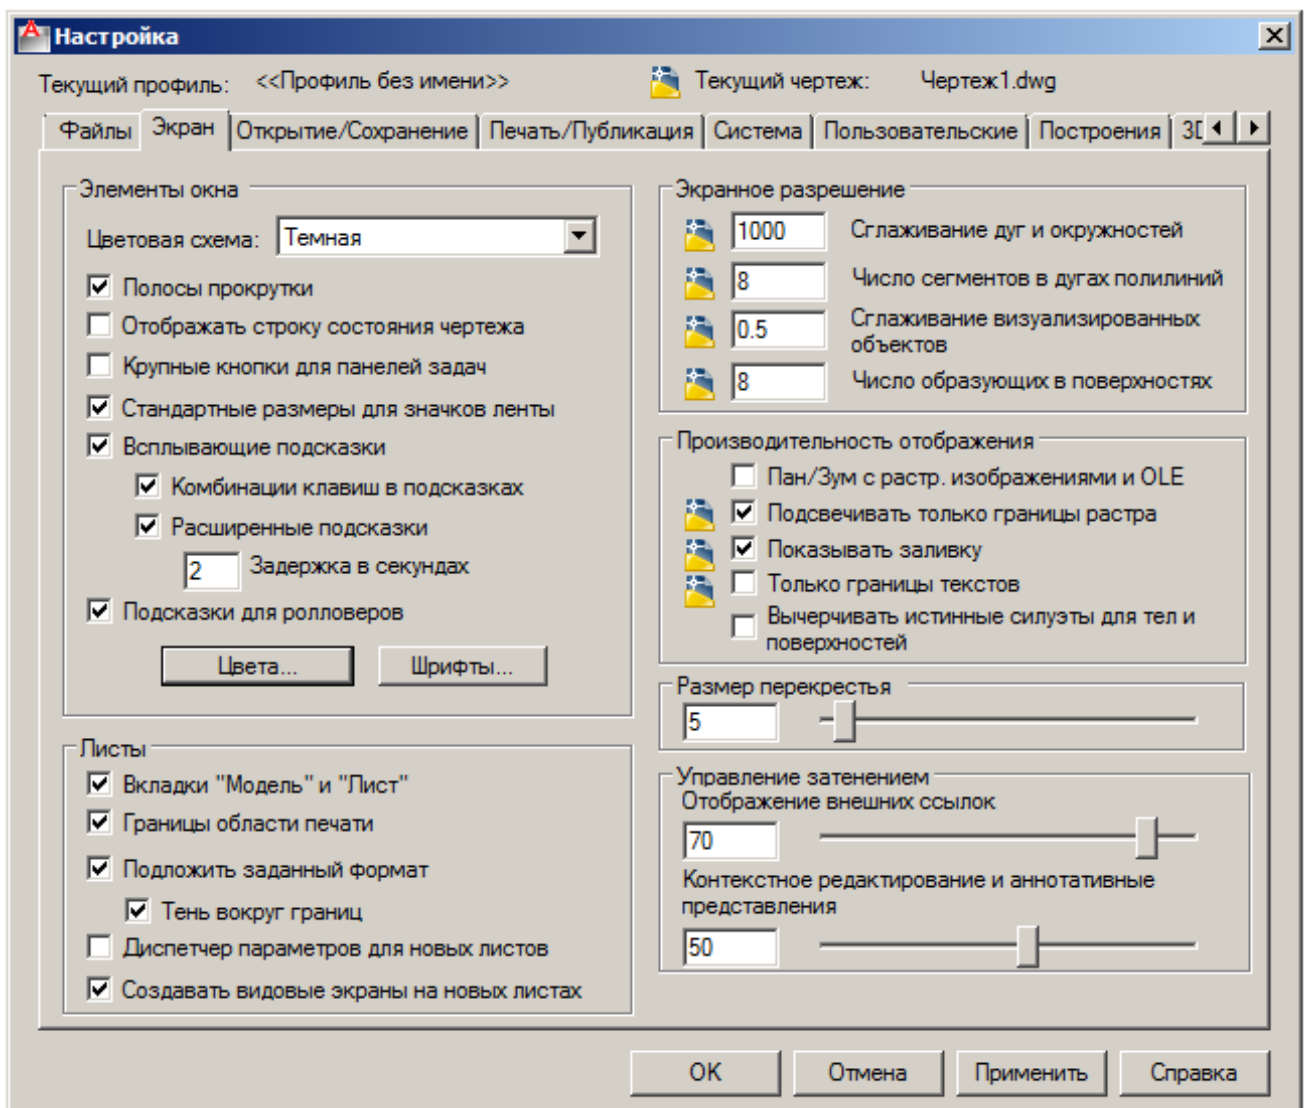 Настройка
Текущий профиль: <<Профиль без имени>> Текущий чертеж: Чертеж1.dwg
Файлы Экран Открытие/Сохранение Печать/Публикация Система Пользовательские Построения 3D
Элементы окна
Цветовая схема: Темная
Полосы прокрутки
Отображать строку состояния чертежа
Крупные кнопки для панелей задач
Стандартные размеры для значков ленты
Всплывающие подсказки
Комбинации клавиш в подсказках
Расширенные подсказки
2 Задержка в секундах
Подсказки для ролловеров
Цвета... Шрифты...
Листы
Вкладки "Модель" и "Лист"
Границы области печати
Подложить заданный формат
Тень вокруг границ
Диспетчер параметров для новых листов
Создавать видовые экраны на новых листах
Экранное разрешение
1000 Сглаживание дуг и окружностей
8 Число сегментов в дугах полилиний
0.5 Сглаживание визуализированных
объектов
8 Число образующих в поверхностях
Производительность отображения
Пан/Зум с растр. изображениями и OLE
Подсвечивать только границы растра
Показывать заливку
Только границы текстов
Вычерчивать истинные силуэты для тел и
поверхностей
Размер перекрестья
5
Управление затенением
Отображение внешних ссылок
70
Контекстное редактирование и аннотативные
представления
50
OK Отмена Применить Справка